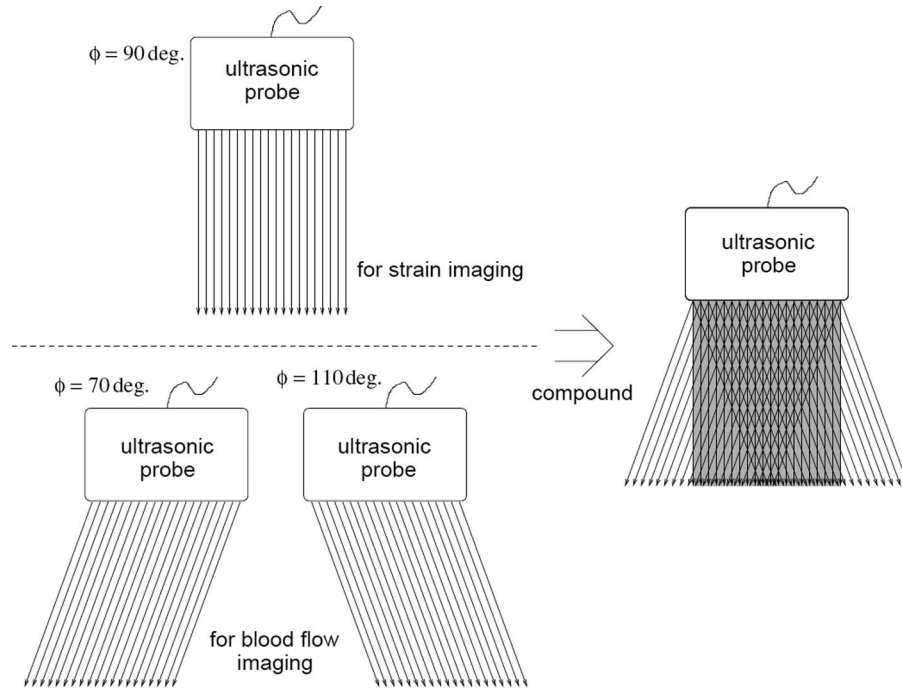 ϕ = 90 deg.
ultrasonic
probe
for strain imaging
ϕ = 70 deg.
ultrasonic
probe
ϕ = 110 deg.
ultrasonic
probe
for blood flow
imaging
compound
ultrasonic
probe